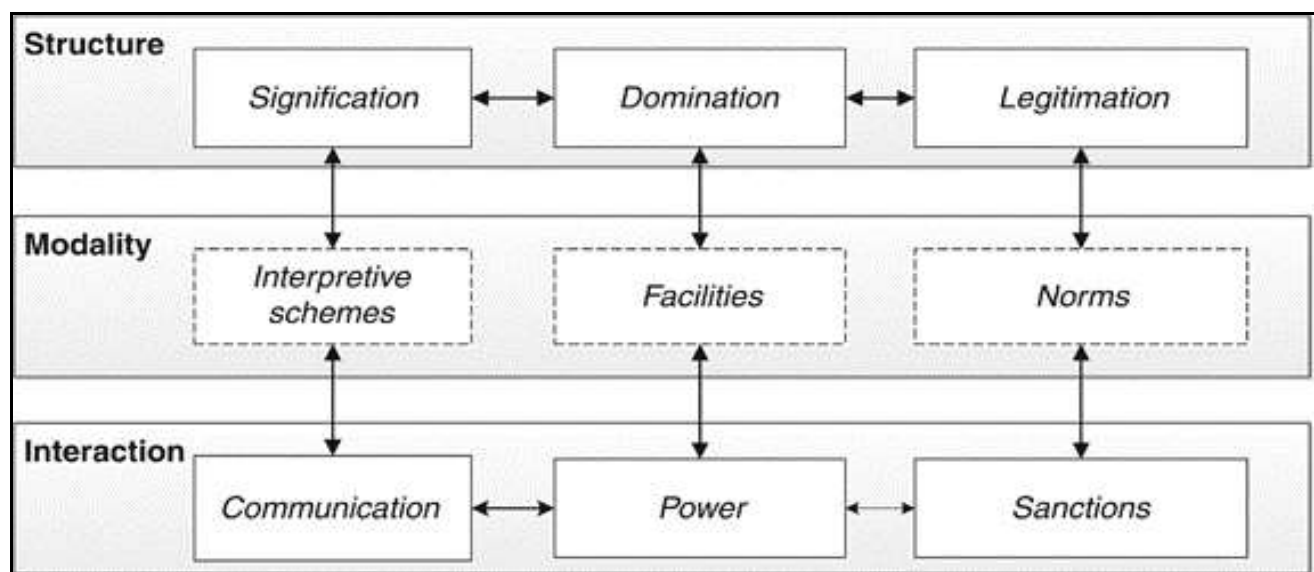 Structure
Signification
Domination
Legitimation
Modality
Interpretive
schemes
Facilities
Norms
Interaction
Communication
Power
Sanctions